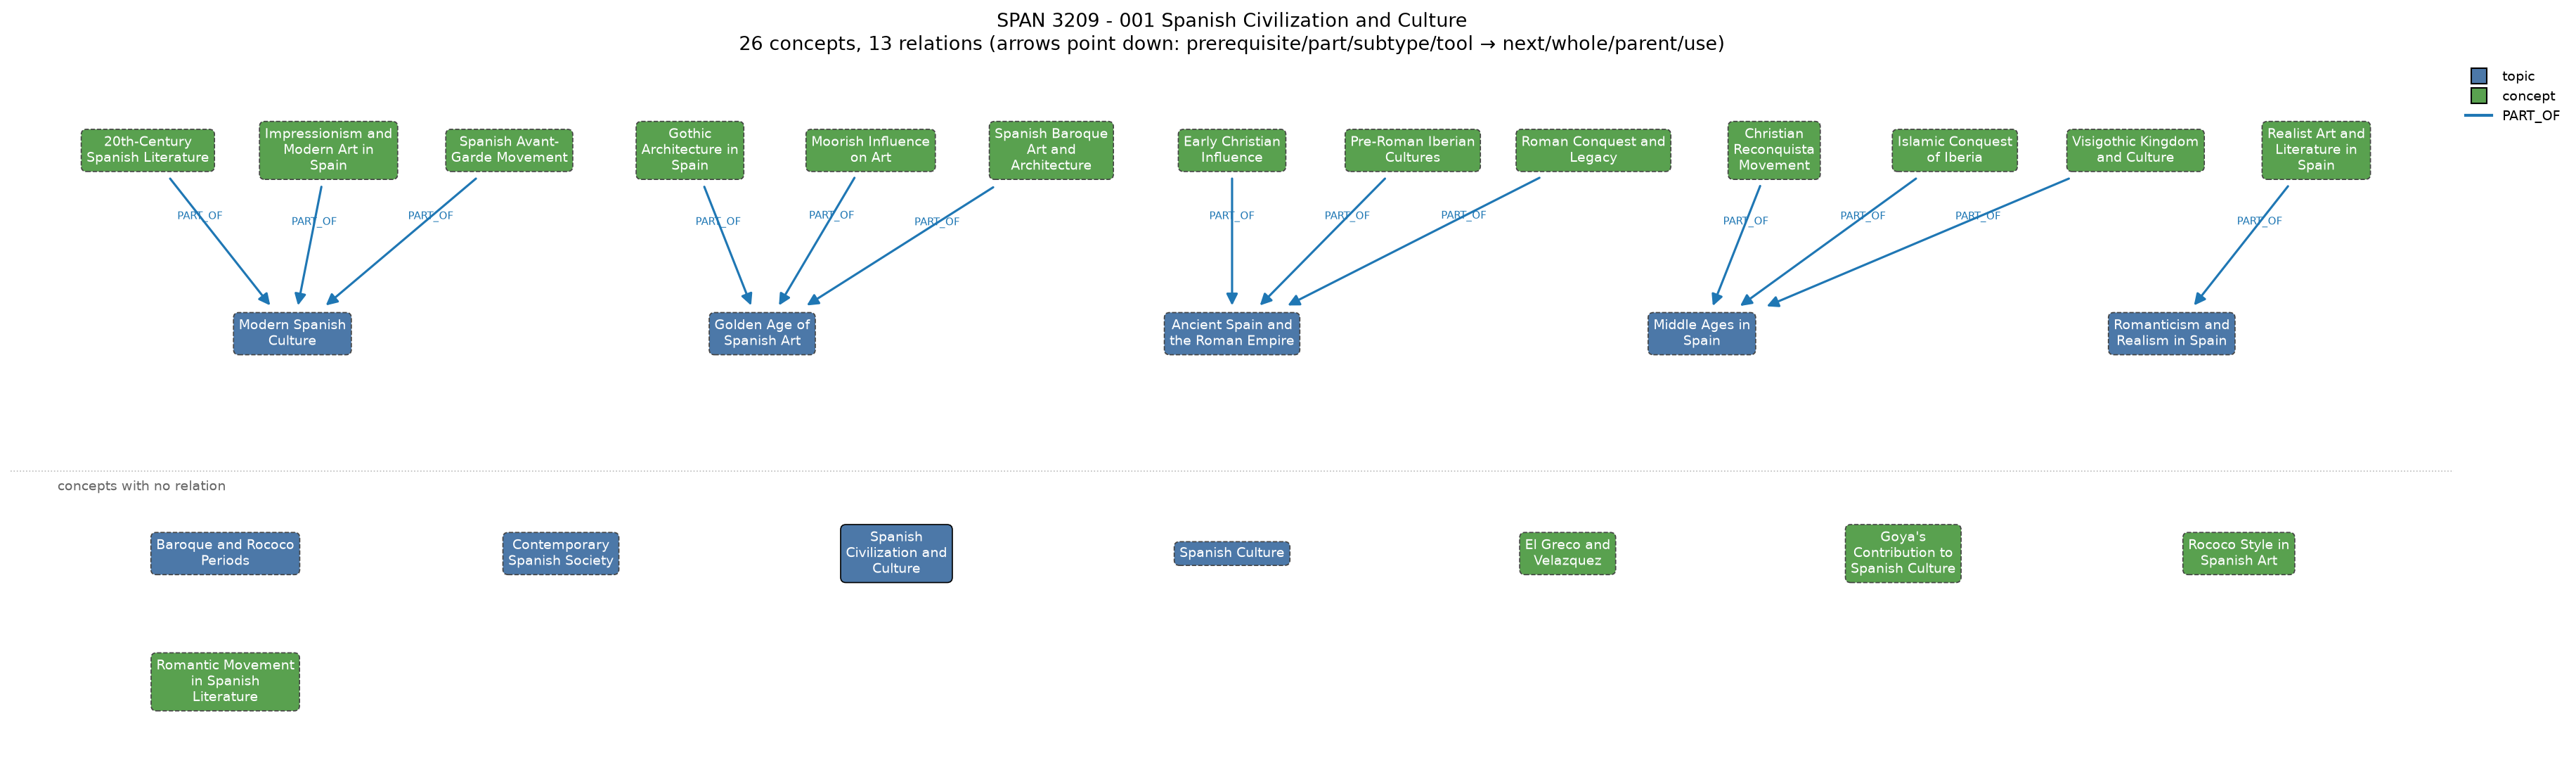 SPAN 3209 - 001 Spanish Civilization and Culture
26 concepts, 13 relations (arrows point down: prerequisite/part/subtype/tool → next/whole/parent/use)
topic
concept
PART_OF
20th-Century
Spanish Literature
Impressionism and
Modern Art in
Spain
Spanish Avant-
Garde Movement
Gothic
Architecture in
Spain
Moorish Influence
on Art
Spanish Baroque
Art and
Architecture
Early Christian
Influence
Pre-Roman Iberian
Cultures
Roman Conquest and
Legacy
Christian
Reconquista
Movement
Islamic Conquest
of Iberia
Visigothic Kingdom
and Culture
Realist Art and
Literature in
Spain
PART_OF
PART_OF
PART_OF
PART_OF
PART_OF
PART_OF
PART_OF
PART_OF
PART_OF
PART_OF
PART_OF
PART_OF
PART_OF
Modern Spanish
Culture
Golden Age of
Spanish Art
Ancient Spain and
the Roman Empire
Middle Ages in
Spain
Romanticism and
Realism in Spain
concepts with no relation
Baroque and Rococo
Periods
Contemporary
Spanish Society
Spanish
Civilization and
Culture
Spanish Culture
El Greco and
Velazquez
Goya's
Contribution to
Spanish Culture
Rococo Style in
Spanish Art
Romantic Movement
in Spanish
Literature